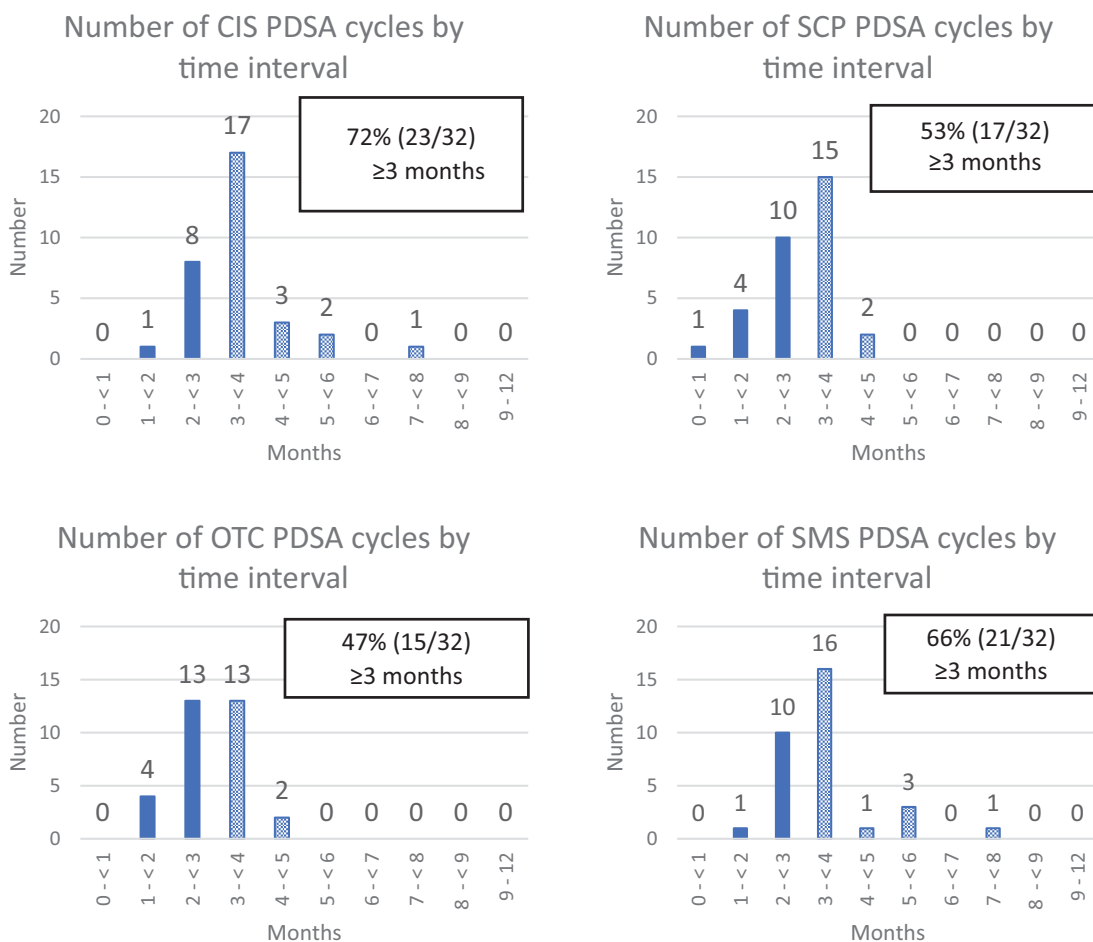 Number of CIS PDSA cycles by
time interval
72% (23/32)
≥3 months
Number
20
15
10
5
0
0
1
8
17
3
2
0
1
0
0
0 - < 1
1 - < 2
2 - < 3
3 - < 4
4 - < 5
5 - < 6
6 - < 7
7 - < 8
8 - < 9
9 - 12
Months
Number of SCP PDSA cycles by
time interval
53% (17/32)
≥3 months
Number
20
15
10
5
0
1
4
10
15
2
0
0
0
0
0
0 - < 1
1 - < 2
2 - < 3
3 - < 4
4 - < 5
5 - < 6
6 - < 7
7 - < 8
8 - < 9
9 - 12
Months
Number of OTC PDSA cycles by
time interval
47% (15/32)
≥3 months
Number
20
15
10
5
0
0
4
13
13
2
0
0
0
0
0
0 - < 1
1 - < 2
2 - < 3
3 - < 4
4 - < 5
5 - < 6
6 - < 7
7 - < 8
8 - < 9
9 - 12
Months
Number of SMS PDSA cycles by
time interval
66% (21/32)
≥3 months
Number
20
15
10
5
0
0
1
10
16
1
3
0
1
0
0
0 - < 1
1 - < 2
2 - < 3
3 - < 4
4 - < 5
5 - < 6
6 - < 7
7 - < 8
8 - < 9
9 - 12
Months